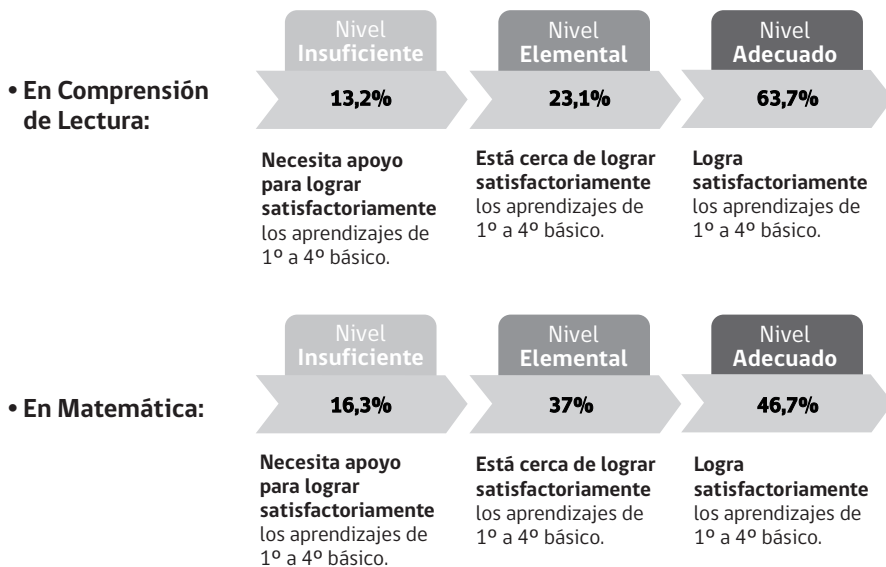 Nivel
Insuficiente
Nivel
Elemental
Nivel
Adecuado
• En Comprensión
de Lectura:
13,2%
23,1%
63,7%
Necesita apoyo
para lograr
satisfactoriamente
los aprendizajes de
1º a 4º básico.
Está cerca de lograr
satisfactoriamente
los aprendizajes de
1º a 4º básico.
Logra
satisfactoriamente
los aprendizajes de
1º a 4º básico.
Nivel
Insuficiente
Nivel
Elemental
Nivel
Adecuado
• En Matemática:
16,3%
37%
46,7%
Necesita apoyo
para lograr
satisfactoriamente
los aprendizajes de
1º a 4º básico.
Está cerca de lograr
satisfactoriamente
los aprendizajes de
1º a 4º básico.
Logra
satisfactoriamente
los aprendizajes de
1º a 4º básico.